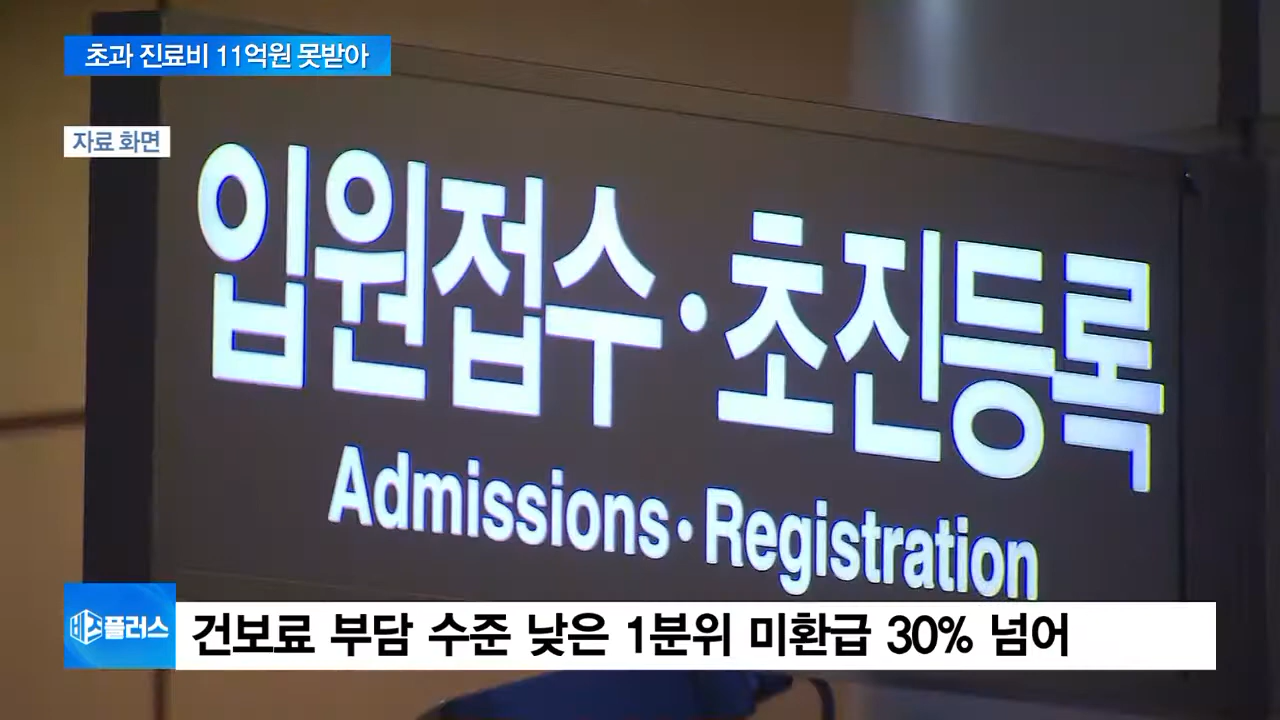 초과 진료비 11억원 못받아
자료 화면
입원접수·초진등록
Admissions·Registration
비즈플러스
건보료 부담 수준 낮은 1분위 미환급 30% 넘어